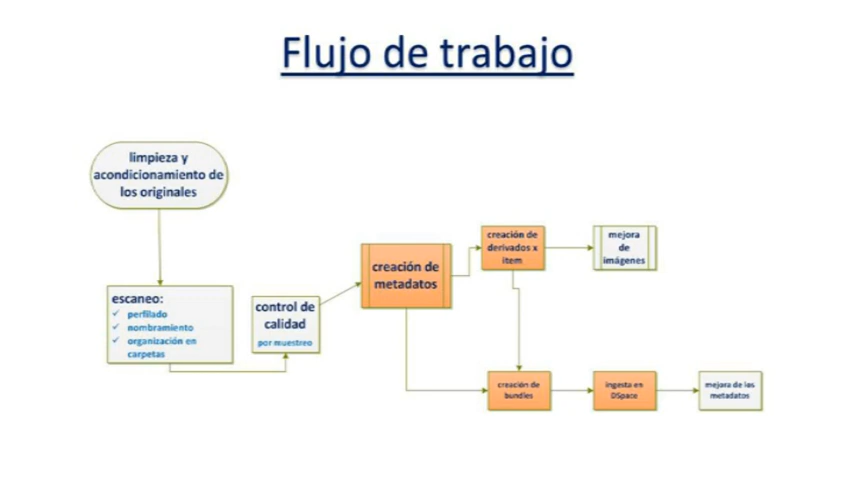 Flujo de trabajo
limpieza y
acondicionamiento de
los originales
escaneo:
✓ perfilado
✓ nombramiento
✓ organización en
carpetas
control de
calidad
por muestreo
creación de
metadatos
creación de
derivados x
item
mejora
de
imágenes
creación de
bundles
ingesta en
DSpace
mejora de los
metadatos